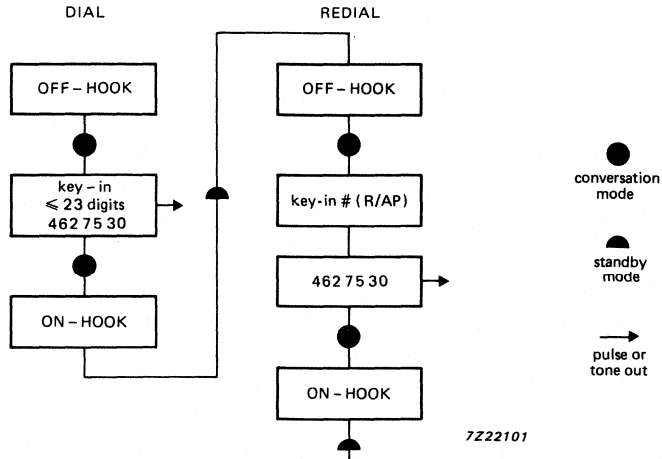 DIAL
REDIAL
OFF – HOOK
OFF – HOOK
key – in
⩽ 23 digits
462 75 30
key-in # (R/AP)
462 75 30
ON – HOOK
ON – HOOK
conversation
mode
standby
mode
pulse or
tone out
7Z22101